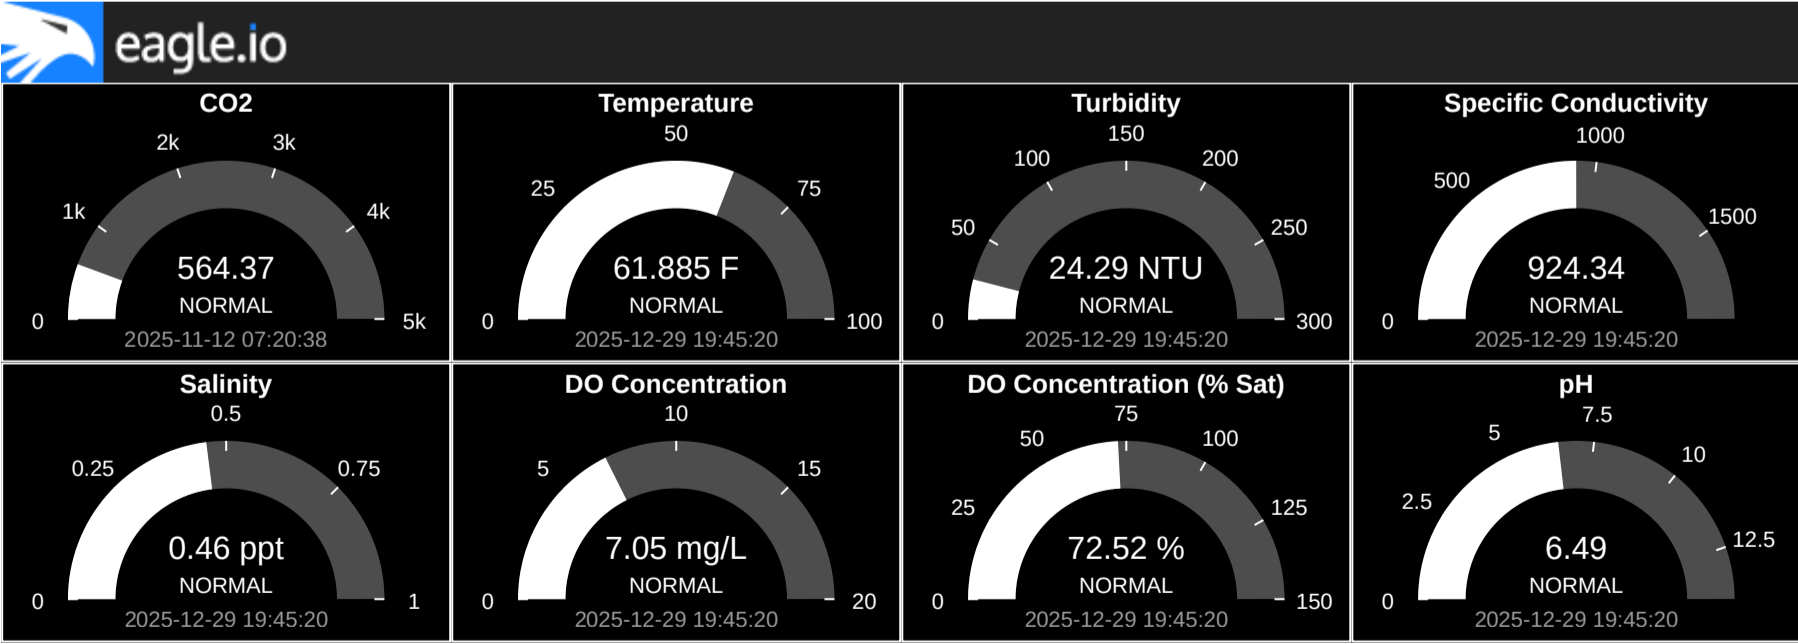 eagle.io
CO2
0
1k
2k
3k
4k
5k
564.37
NORMAL
2025-11-12 07:20:38
Temperature
0
25
50
75
100
61.885 F
NORMAL
2025-12-29 19:45:20
Turbidity
0
50
100
150
200
250
300
24.29 NTU
NORMAL
2025-12-29 19:45:20
Specific Conductivity
0
500
1000
1500
924.34
NORMAL
2025-12-29 19:45:20
Salinity
0
0.25
0.5
0.75
1
0.46 ppt
NORMAL
2025-12-29 19:45:20
DO Concentration
0
5
10
15
20
7.05 mg/L
NORMAL
2025-12-29 19:45:20
DO Concentration (% Sat)
0
25
50
75
100
125
150
72.52 %
NORMAL
2025-12-29 19:45:20
pH
0
2.5
5
7.5
10
12.5
6.49
NORMAL
2025-12-29 19:45:20